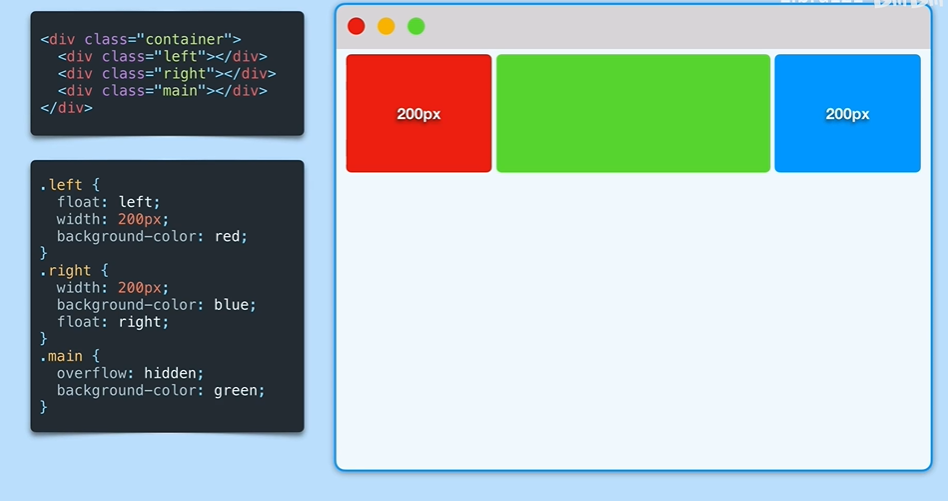 <div class="container">
  <div class="left"></div>
  <div class="right"></div>
  <div class="main"></div>
</div>
.left {
  float: left;
  width: 200px;
  background-color: red;
}
.right {
  width: 200px;
  background-color: blue;
  float: right;
}
.main {
  overflow: hidden;
  background-color: green;
}
200px
200px